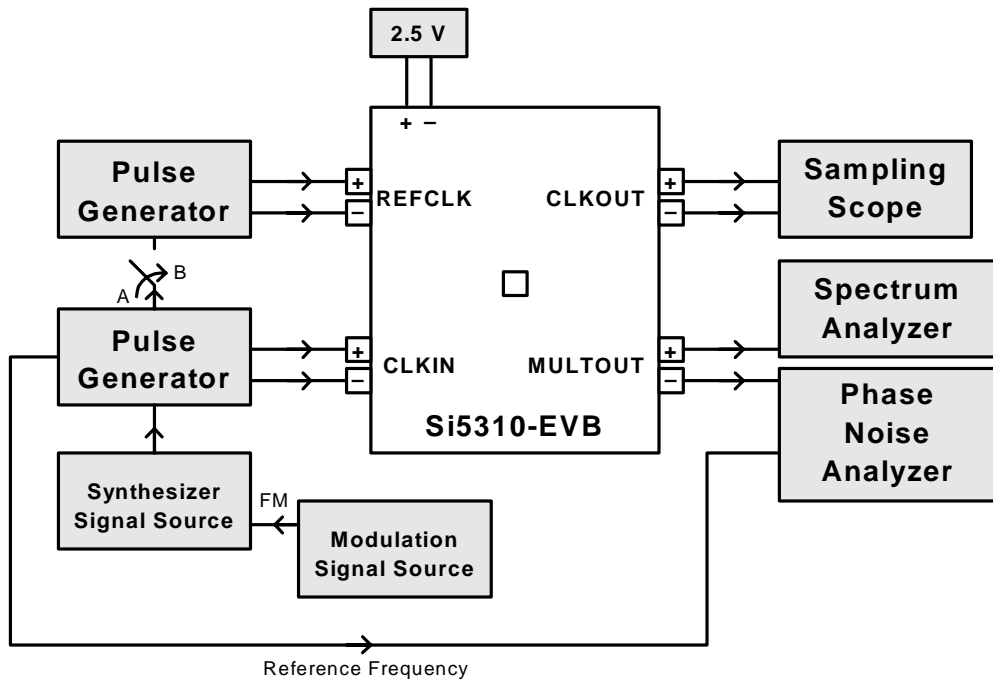 2.5 V
+ −
Pulse
Generator
+
−
REFCLK
CLKOUT
+
−
Sampling
Scope
B
A
Pulse
Generator
+
−
CLKIN
MULTOUT
+
−
Spectrum
Analyzer
Si5310-EVB
Phase
Noise
Analyzer
Synthesizer
Signal Source
FM
Modulation
Signal Source
Reference Frequency